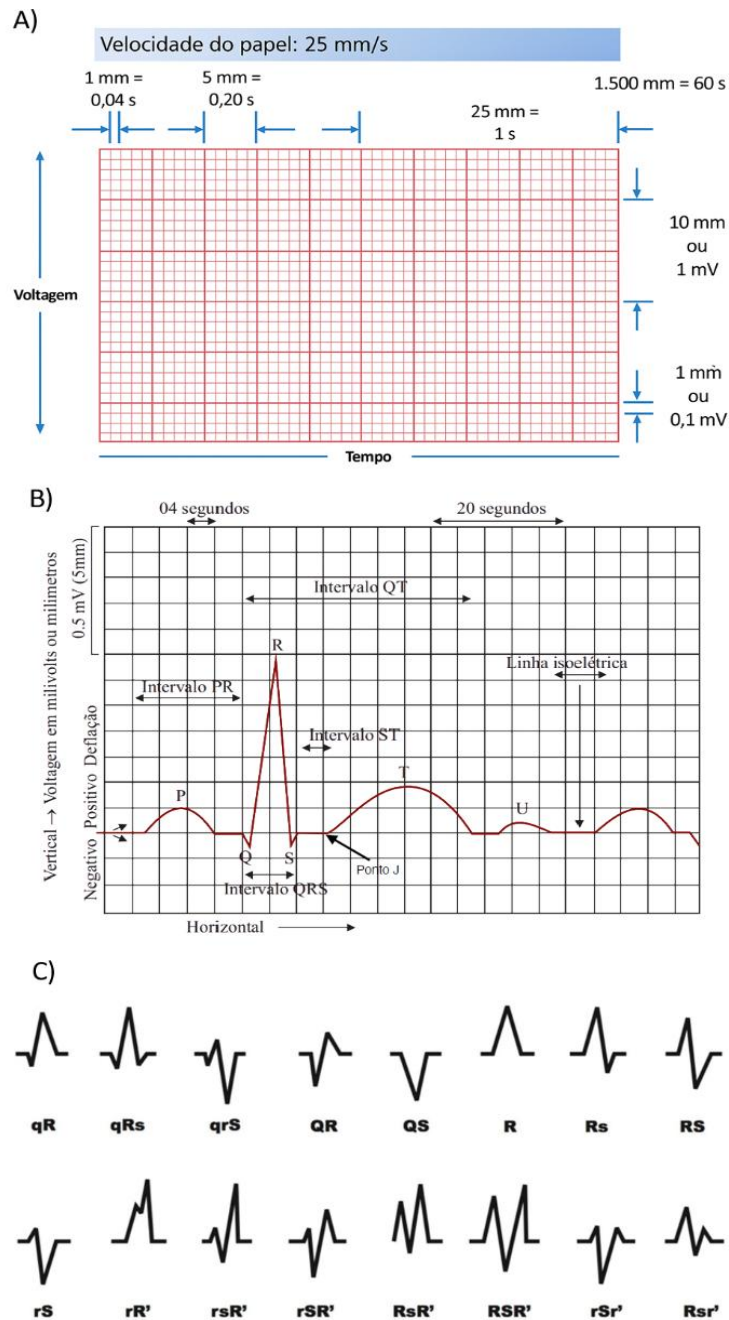 A)
Velocidade do papel: 25 mm/s
1 mm =
0,04 s
5 mm =
0,20 s
25 mm =
1 s
1.500 mm = 60 s
Voltagem
10 mm
ou
1 mV
1 mm
ou
0,1 mV
Tempo
B)
04 segundos
20 segundos
Vertical → Voltagem em milivolts ou milimetros
0.5 mV (5mm)
Negativo Positivo Deflação
Intervalo QT
R
Intervalo PR
Linha isoelétrica
Intervalo ST
P
T
U
Q
S
Ponto J
Intervalo QRS
Horizontal
C)
qR qRs qrS QR QS R Rs RS
rS rR' rsR' rSR' RsR' RSR' rSr' Rsr'